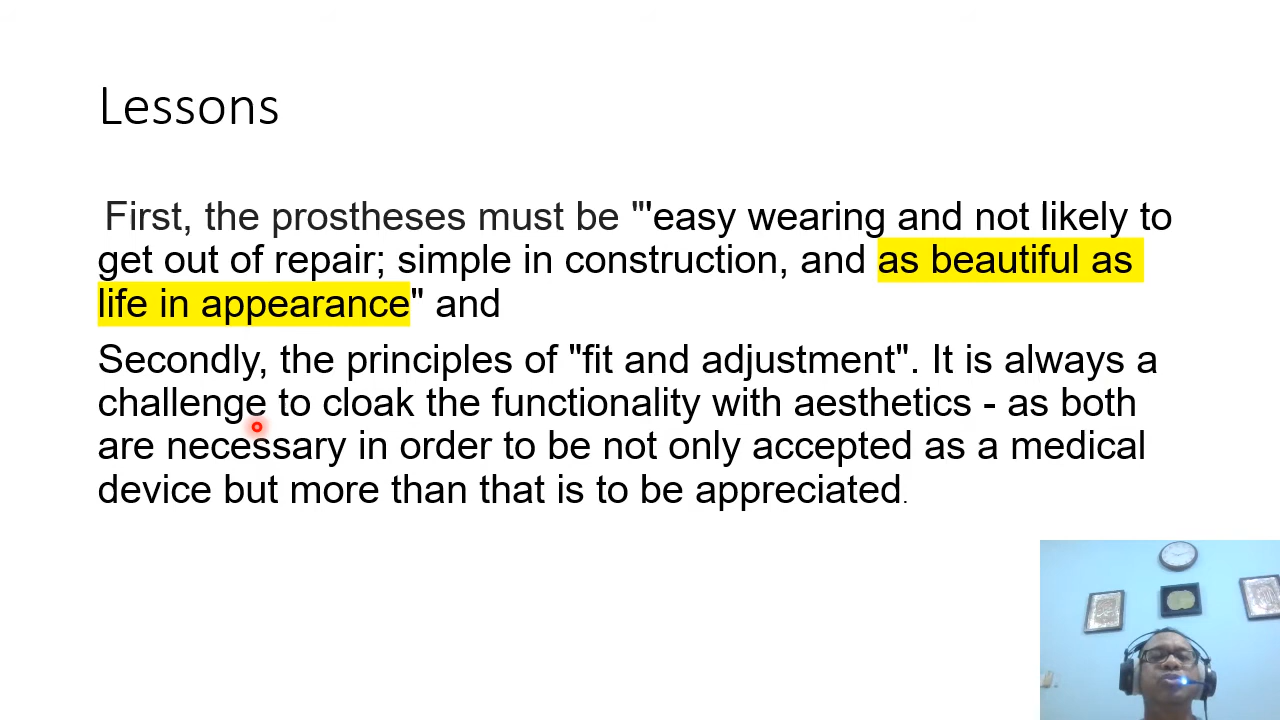 Lessons
First, the prostheses must be "'easy wearing and not likely to
get out of repair; simple in construction, and as beautiful as
life in appearance" and
Secondly, the principles of "fit and adjustment". It is always a
challenge to cloak the functionality with aesthetics - as both
are necessary in order to be not only accepted as a medical
device but more than that is to be appreciated.